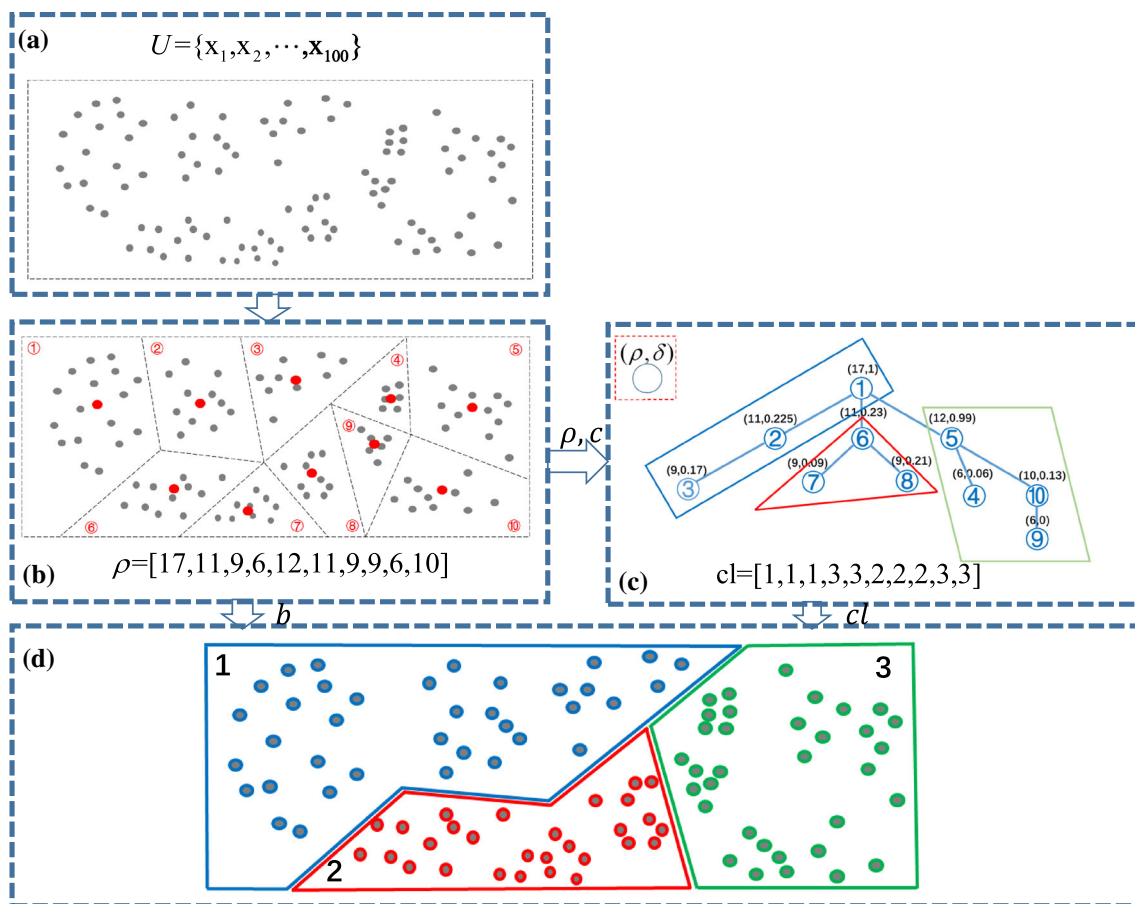 (a)
U={x₁,x₂,⋯,x₁₀₀}
① ② ③ ④ ⑤
⑨
⑥ ⑦ ⑧ ⑩
ρ=[17,11,9,6,12,11,9,9,6,10]
(b)
ρ, c
(ρ,δ)
(17,1)
1
(11,0.225) (11,0.23) (12,0.99)
2 6 5
(9,0.17) (9,0.09) (9,0.21) (6,0.06) (10,0.13)
3 7 8 4 10
(6,0)
9
(c)
cl=[1,1,1,3,3,2,2,2,3,3]
b
cl
(d)
1
3
2